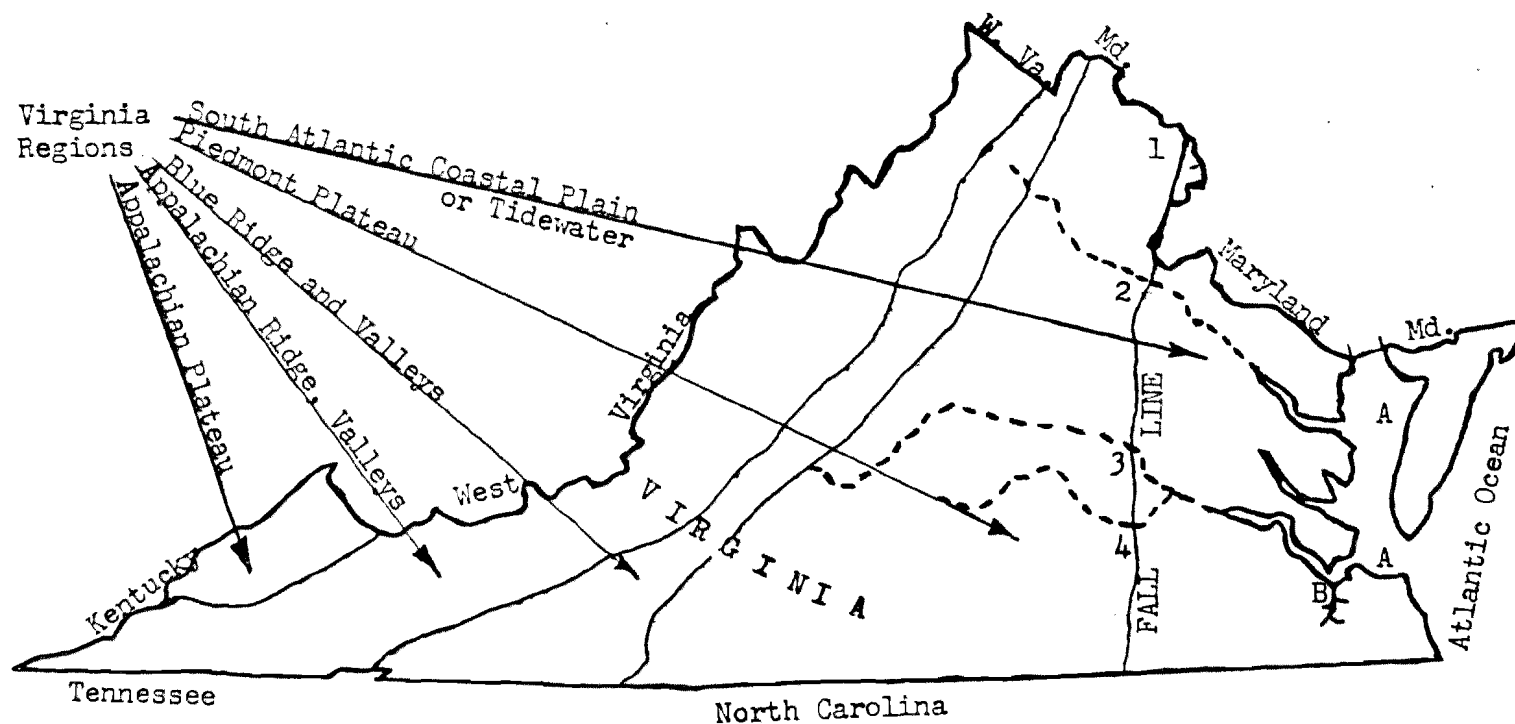 W. Va.
Md.
Virginia
Regions
South Atlantic Coastal Plain
or Tidewater
Piedmont Plateau
Blue Ridge and Valleys
Appalachian Ridge, Valleys
Appalachian Plateau
1
2
Maryland
Md.
A
LINE
3
4
FALL
A
B
Atlantic Ocean
Virginia
West
VIRGINIA
Kentucky
Tennessee
North Carolina